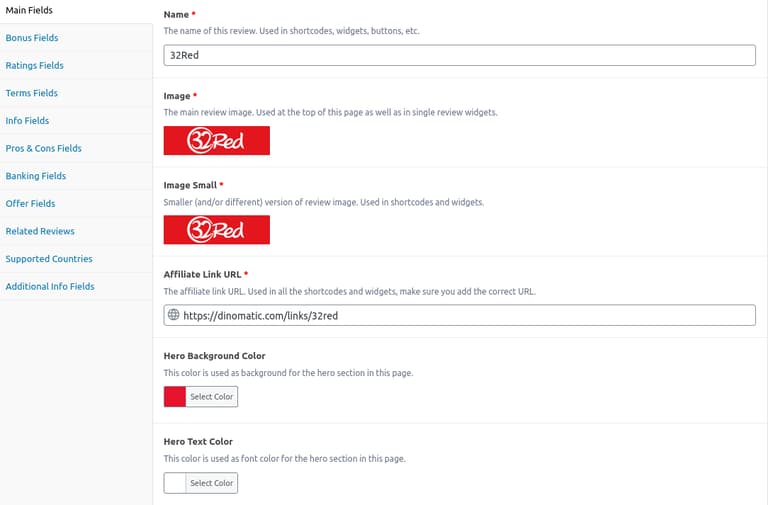 Main Fields
Bonus Fields
Ratings Fields
Terms Fields
Info Fields
Pros & Cons Fields
Banking Fields
Offer Fields
Related Reviews
Supported Countries
Additional Info Fields
Name *
The name of this review. Used in shortcodes, widgets, buttons, etc.
32Red
Image *
The main review image. Used at the top of this page as well as in single review widgets.
32Red
Image Small *
Smaller (and/or different) version of review image. Used in shortcodes and widgets.
32Red
Affiliate Link URL *
The affiliate link URL. Used in all the shortcodes and widgets, make sure you add the correct URL.
https://dinomatic.com/links/32red
Hero Background Color
This color is used as background for the hero section in this page.
Select Color
Hero Text Color
This color is used as font color for the hero section in this page.
Select Color